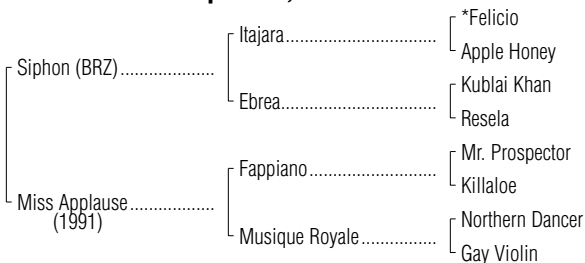 *Felicio
Itajara
Apple Honey
Siphon (BRZ)
Kublai Khan
Ebrea
Resela
Mr. Prospector
Fappiano
Killaloe
Miss Applause
(1991)
Northern Dancer
Musique Royale
Gay Violin